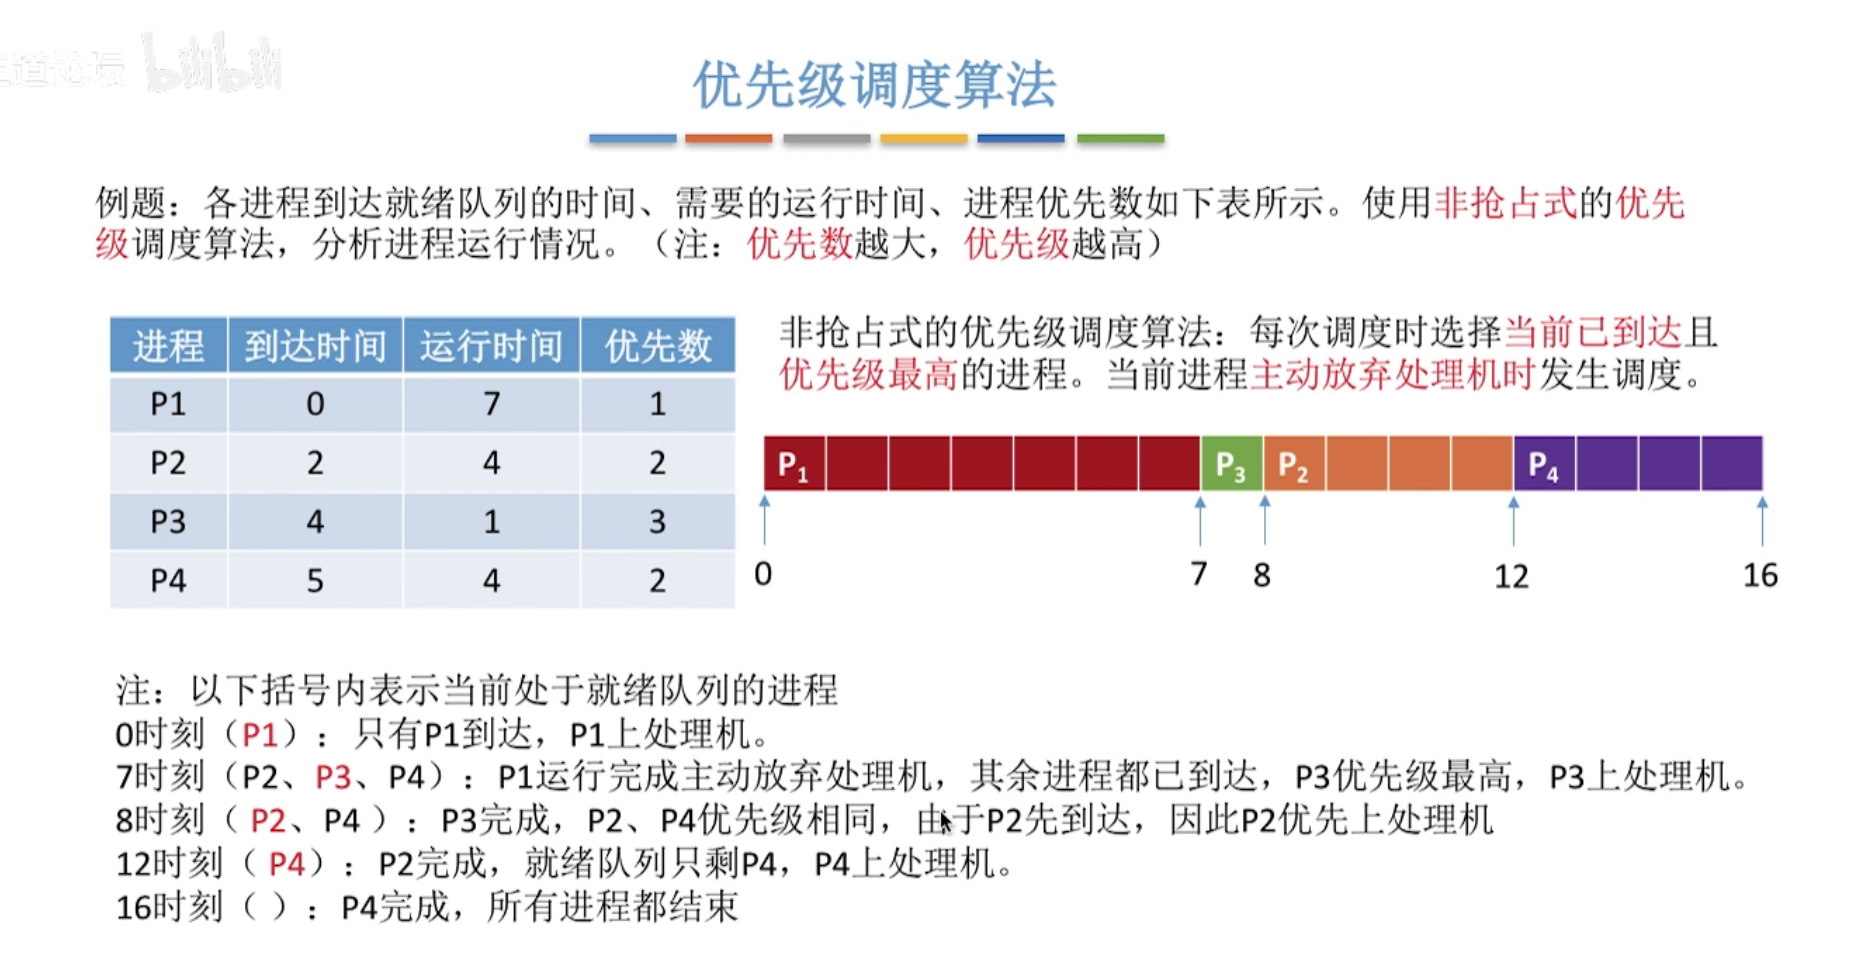 王道论坛 bilibili
优先级调度算法
例题：各进程到达就绪队列的时间、需要的运行时间、进程优先数如下表所示。使用非抢占式的优先
级调度算法，分析进程运行情况。（注：优先数越大，优先级越高）
进程 到达时间 运行时间 优先数
P1 0 7 1
P2 2 4 2
P3 4 1 3
P4 5 4 2
非抢占式的优先级调度算法：每次调度时选择当前已到达且
优先级最高的进程。当前进程主动放弃处理机时发生调度。
P1 P3 P2 P4
0 7 8 12 16
注：以下括号内表示当前处于就绪队列的进程
0时刻（P1）：只有P1到达，P1上处理机。
7时刻（P2、P3、P4）：P1运行完成主动放弃处理机，其余进程都已到达，P3优先级最高，P3上处理机。
8时刻（ P2、P4 ）：P3完成，P2、P4优先级相同，由于P2先到达，因此P2优先上处理机
12时刻（ P4）：P2完成，就绪队列只剩P4，P4上处理机。
16时刻（ ）：P4完成，所有进程都结束